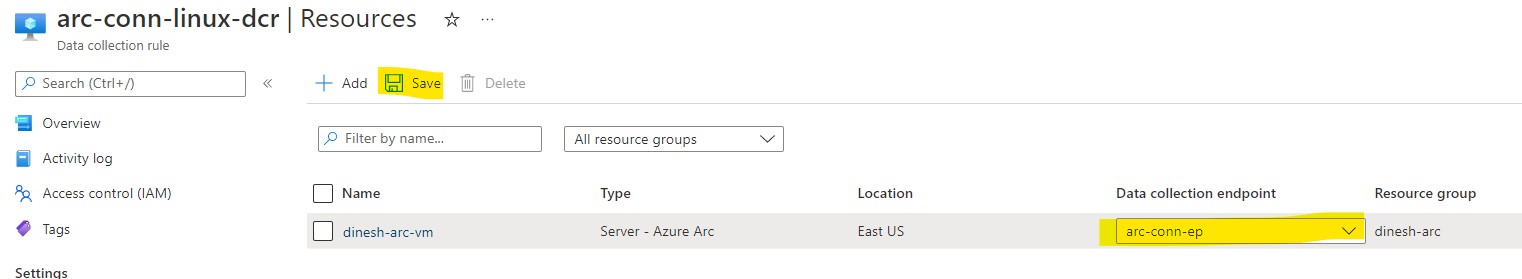 arc-conn-linux-dcr | Resources ☆ ...
Data collection rule
Search (Ctrl+/) «
Add Save Delete
Overview
Activity log
Access control (IAM)
Tags
Settings
Filter by name... All resource groups
Name Type Location Data collection endpoint Resource group
dinesh-arc-vm Server - Azure Arc East US arc-conn-ep dinesh-arc